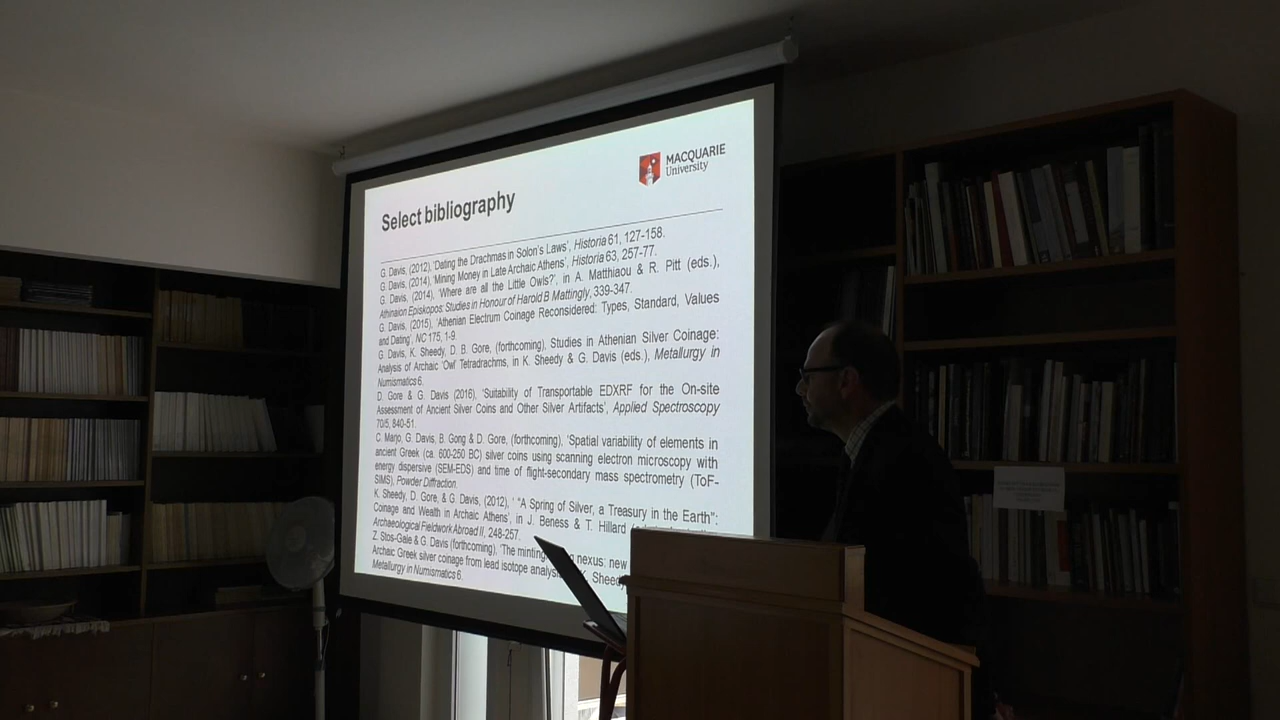 MACQUARIE
University
Select bibliography
G. Davis, (2012), 'Dating the Drachmas in Solon's Laws', Historia 61, 127-158.
G. Davis, (2014), 'Mining Money in Late Archaic Athens', Historia 63, 257-77.
G. Davis, (2014), 'Where are all the Little Owls?', in A. Matthiaou & R. Pitt (eds.),
Athinaion Episkopos: Studies in Honour of Harold B Mattingly, 339-347.
G. Davis, (2015), 'Athenian Electrum Coinage Reconsidered: Types, Standard, Values
and Dating', NC 175, 1-9.
G. Davis, K. Sheedy, D. B. Gore, (forthcoming), Studies in Athenian Silver Coinage:
Analysis of Archaic 'Owl' Tetradrachms, in K. Sheedy & G. Davis (eds.), Metallurgy in
Numismatics 6.
D. Gore & G. Davis (2016), 'Suitability of Transportable EDXRF for the On-site
Assessment of Ancient Silver Coins and Other Silver Artifacts', Applied Spectroscopy
70/5, 840-51.
C. Marjo, G. Davis, B. Gong & D. Gore, (forthcoming), 'Spatial variability of elements in
ancient Greek (ca. 600-250 BC) silver coins using scanning electron microscopy with
energy dispersive (SEM-EDS) and time of flight-secondary mass spectrometry (ToF-
SIMS), Powder Diffraction.
K. Sheedy, D. Gore, & G. Davis, (2012), ' "A Spring of Silver, a Treasury in the Earth":
Coinage and Wealth in Archaic Athens', in J. Beness & T. Hillard
Archaeological Fieldwork Abroad II, 248-257.
Z. Stos-Gale & G. Davis (forthcoming), 'The minting nexus: new
Archaic Greek silver coinage from lead isotope analysis
Metallurgy in Numismatics 6.